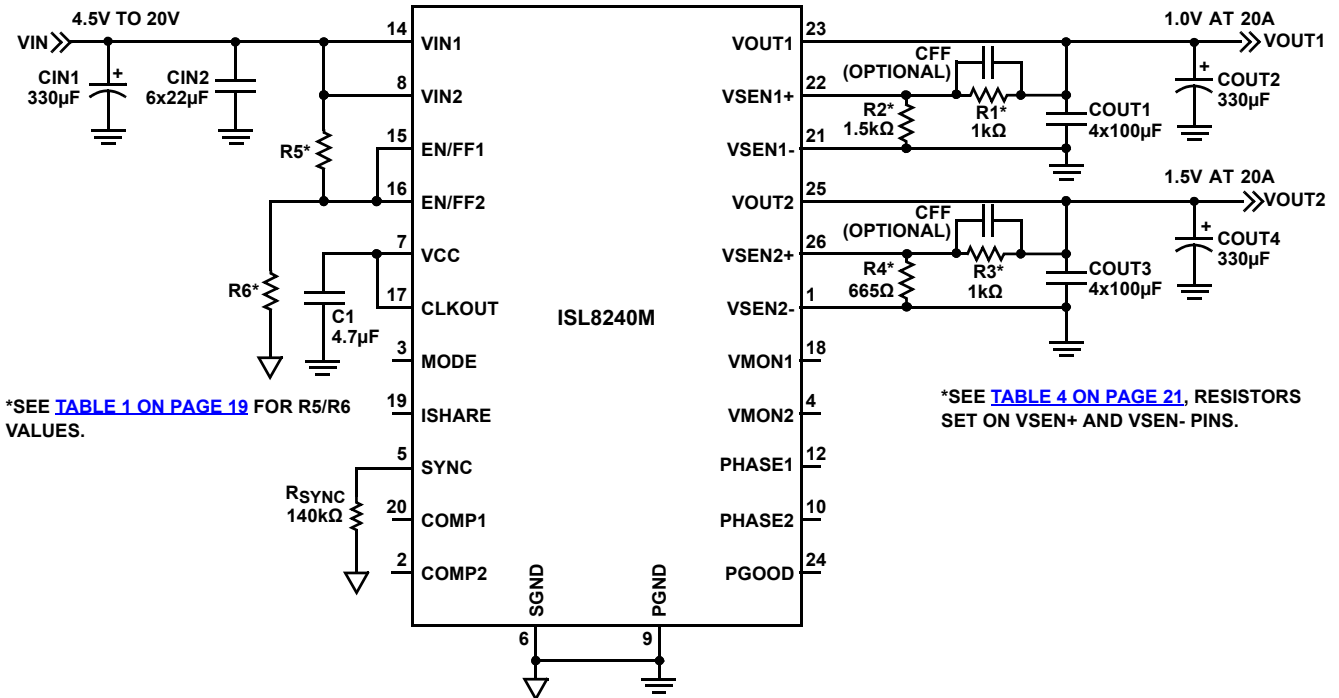 4.5V TO 20V
VIN
CIN1
330µF
+
CIN2
6x22µF
R5*
R6*
C1
4.7µF
*SEE TABLE 1 ON PAGE 19 FOR R5/R6
VALUES.
RSYNC
140kΩ
14 VIN1
8 VIN2
15 EN/FF1
16 EN/FF2
7 VCC
17 CLKOUT
3 MODE
19 ISHARE
5 SYNC
20 COMP1
2 COMP2
ISL8240M
SGND
6
PGND
9
VOUT1 23
VSEN1+ 22
VSEN1- 21
VOUT2 25
VSEN2+ 26
VSEN2- 1
VMON1 18
VMON2 4
PHASE1 12
PHASE2 10
PGOOD 24
1.0V AT 20A
VOUT1
CFF
(OPTIONAL)
R2*
1.5kΩ
R1*
1kΩ
COUT1
4x100µF
+
COUT2
330µF
1.5V AT 20A
VOUT2
CFF
(OPTIONAL)
R4*
665Ω
R3*
1kΩ
COUT3
4x100µF
+
COUT4
330µF
*SEE TABLE 4 ON PAGE 21, RESISTORS
SET ON VSEN+ AND VSEN- PINS.